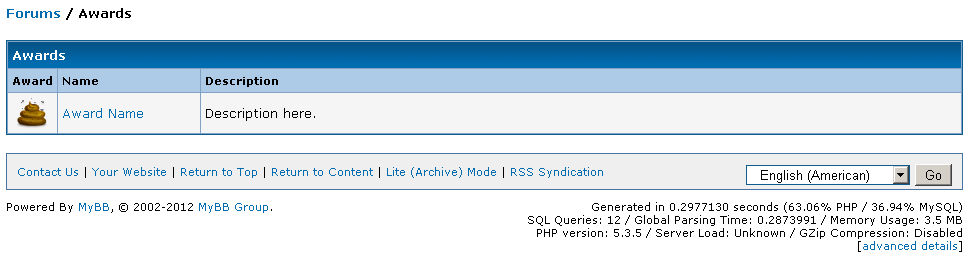 Forums / Awards
Awards
Award Name Description
Award Name Description here.
Contact Us | Your Website | Return to Top | Return to Content | Lite (Archive) Mode | RSS Syndication English (American) Go
Powered By MyBB, © 2002-2012 MyBB Group.
Generated in 0.2977130 seconds (63.06% PHP / 36.94% MySQL)
SQL Queries: 12 / Global Parsing Time: 0.2873991 / Memory Usage: 3.5 MB
PHP version: 5.3.5 / Server Load: Unknown / GZip Compression: Disabled
[advanced details]